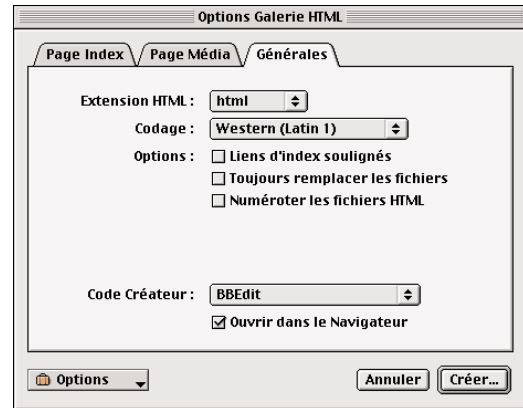 Options Galerie HTML
Page Index Page Média Générales
Extension HTML : html
Codage : Western (Latin 1)
Options : Liens d'index soulignés
Toujours remplacer les fichiers
Numéroter les fichiers HTML
Code Créateur : BBEdit
Ouvrir dans le Navigateur
Options Annuler Créer...